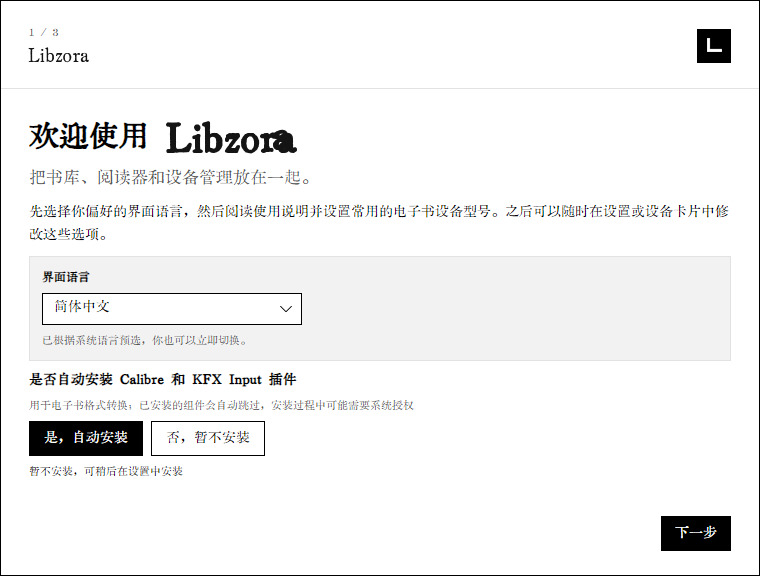 1 / 3
Libzora
欢迎使用 Libzora
把书库、阅读器和设备管理放在一起。
先选择你偏好的界面语言，然后阅读使用说明并设置常用的电子书设备型号。之后可以随时在设置或设备卡片中修
改这些选项。
界面语言
简体中文
已根据系统语言预选，你也可以立即切换。
是否自动安装 Calibre 和 KFX Input 插件
用于电子书格式转换；已安装的组件会自动跳过，安装过程中可能需要系统授权
是，自动安装
否，暂不安装
暂不安装，可稍后在设置中安装
下一步